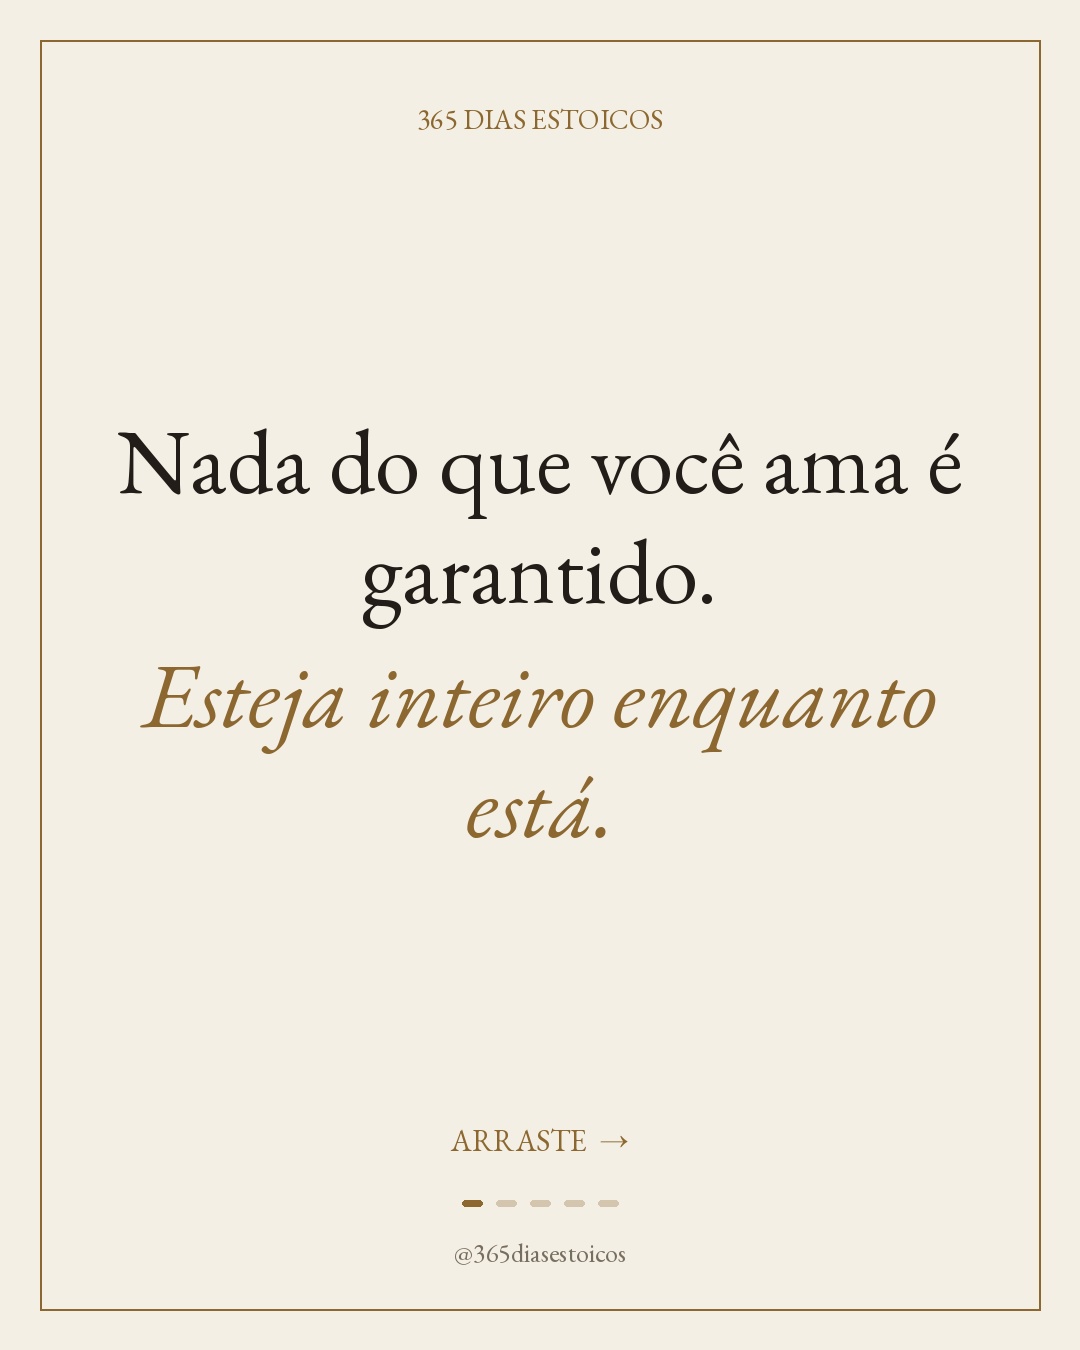 365 DIAS ESTOICOS
Nada do que você ama é
garantido.
Esteja inteiro enquanto
está.
ARRASTE →
@365diasestoicos